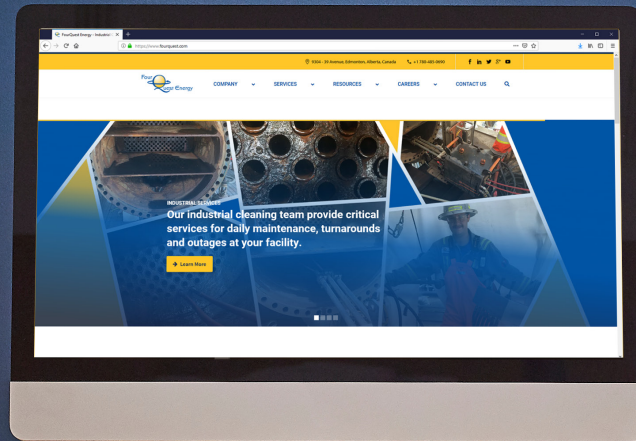 FourQuest Energy - Industrial
https://www.fourquest.com
9304 - 39 Avenue, Edmonton, Alberta, Canada
+1 780-485-0690
Four
Quest Energy
COMPANY
SERVICES
RESOURCES
CAREERS
CONTACT US
INDUSTRIAL SERVICES
Our industrial cleaning team provide critical
services for daily maintenance, turnarounds
and outages at your facility.
Learn More